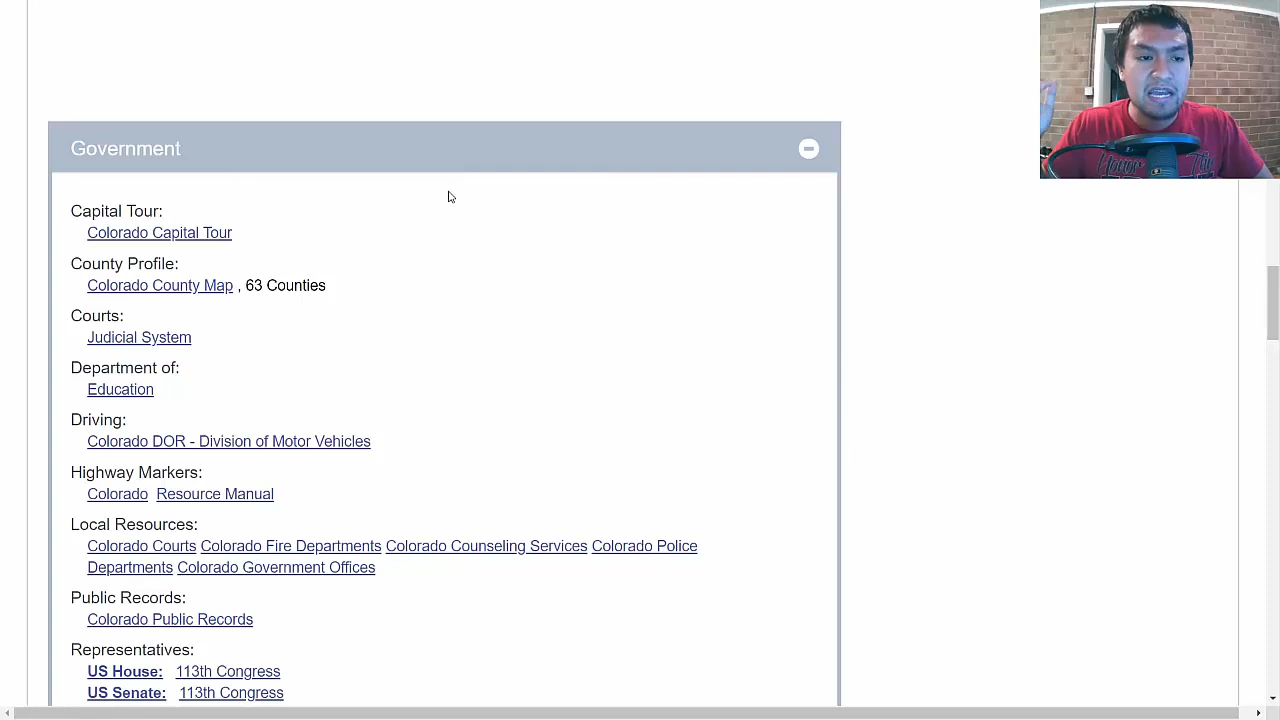 Government
Capital Tour:
Colorado Capital Tour
County Profile:
Colorado County Map , 63 Counties
Courts:
Judicial System
Department of:
Education
Driving:
Colorado DOR - Division of Motor Vehicles
Highway Markers:
Colorado Resource Manual
Local Resources:
Colorado Courts Colorado Fire Departments Colorado Counseling Services Colorado Police
Departments Colorado Government Offices
Public Records:
Colorado Public Records
Representatives:
US House: 113th Congress
US Senate: 113th Congress
Honor